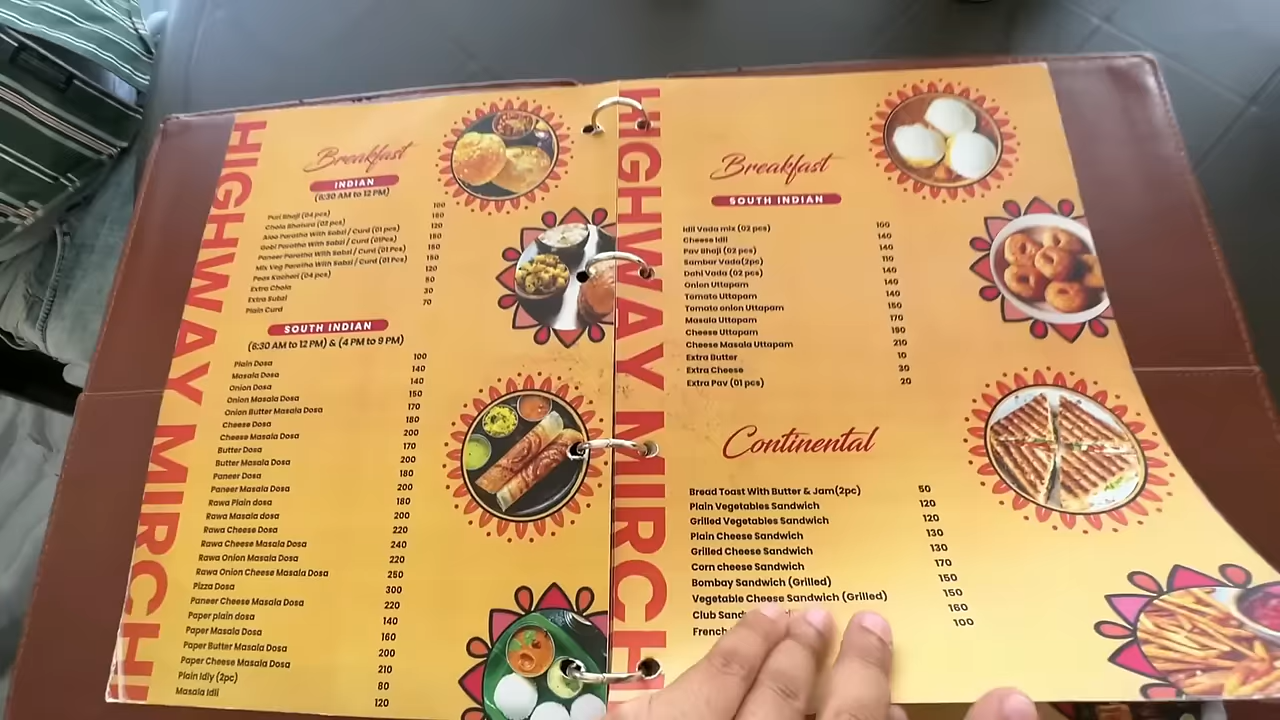 HIGHWAY MIRCHI
Breakfast
INDIAN
(6:30 AM to 12 PM)
Puri Bhaji (04 pcs) 100
Chole Bhature (02 pcs) 180
Aloo Paratha With Sabzi / Curd (01 pcs) 120
Gobi Paratha With Sabzi / Curd (01Pcs) 150
Paneer Paratha With Sabzi / Curd (01 Pcs) 180
Mix Veg Paratha With Sabzi / Curd (01 Pcs) 150
Peas Kachori (04 pcs) 120
Extra Chole 50
Extra Sabzi 30
Plain Curd 70
SOUTH INDIAN
(6:30 AM to 12 PM) & (4 PM to 9 PM)
Plain Dosa 100
Masala Dosa 140
Onion Dosa 140
Onion Masala Dosa 150
Onion Butter Masala Dosa 170
Cheese Dosa 180
Cheese Masala Dosa 200
Butter Dosa 170
Butter Masala Dosa 200
Paneer Dosa 180
Paneer Masala Dosa 200
Rawa Plain dosa 180
Rawa Masala dosa 200
Rawa Cheese Dosa 220
Rawa Cheese Masala Dosa 240
Rawa Onion Masala Dosa 220
Rawa Onion Cheese Masala Dosa 250
Pizza Dosa 300
Paneer Cheese Masala Dosa 220
Paper plain dosa 140
Paper Masala Dosa 160
Paper Butter Masala Dosa 200
Paper Cheese Masala Dosa 210
Plain Idly (2pc) 80
Masala Idli 120
HIGHWAY MIRCHI
Breakfast
SOUTH INDIAN
Idli Vada mix (02 pcs) 100
Cheese Idli 140
Pav Bhaji (02 pcs) 140
Sambar Vada(2pc) 110
Dahi Vada (02 pcs) 140
Onion Uttapam 140
Tomato Uttapam 140
Tomato onion Uttapam 150
Masala Uttapam 170
Cheese Uttapam 190
Cheese Masala Uttapam 210
Extra Butter 10
Extra Cheese 30
Extra Pav (01 pcs) 20
Continental
Bread Toast With Butter & Jam(2pc) 50
Plain Vegetables Sandwich 120
Grilled Vegetables Sandwich 120
Plain Cheese Sandwich 130
Grilled Cheese Sandwich 130
Corn cheese Sandwich 170
Bombay Sandwich (Grilled) 150
Vegetable Cheese Sandwich (Grilled) 150
Club Sand 160
French 100